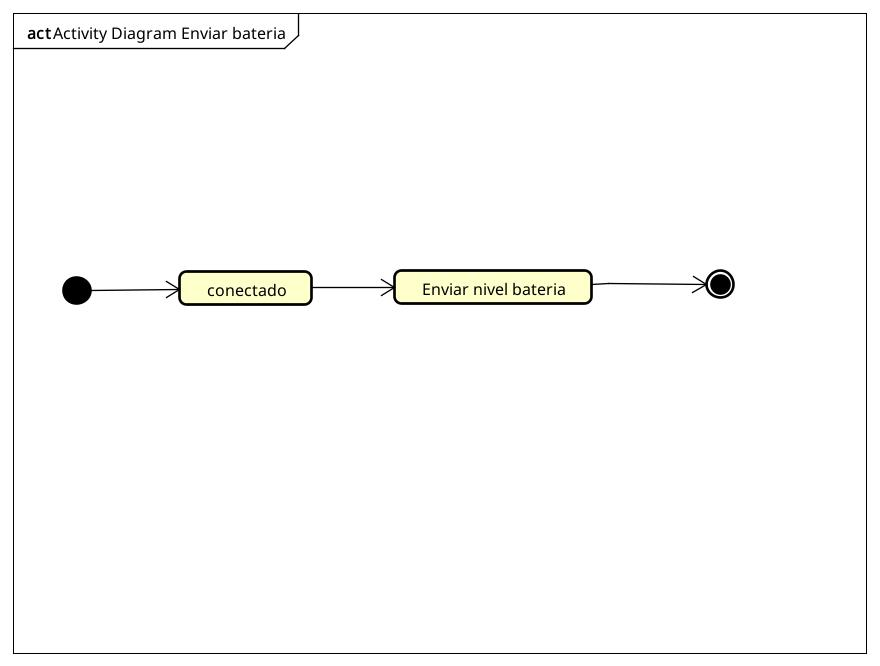 act Activity Diagram Enviar bateria
conectado
Enviar nivel bateria